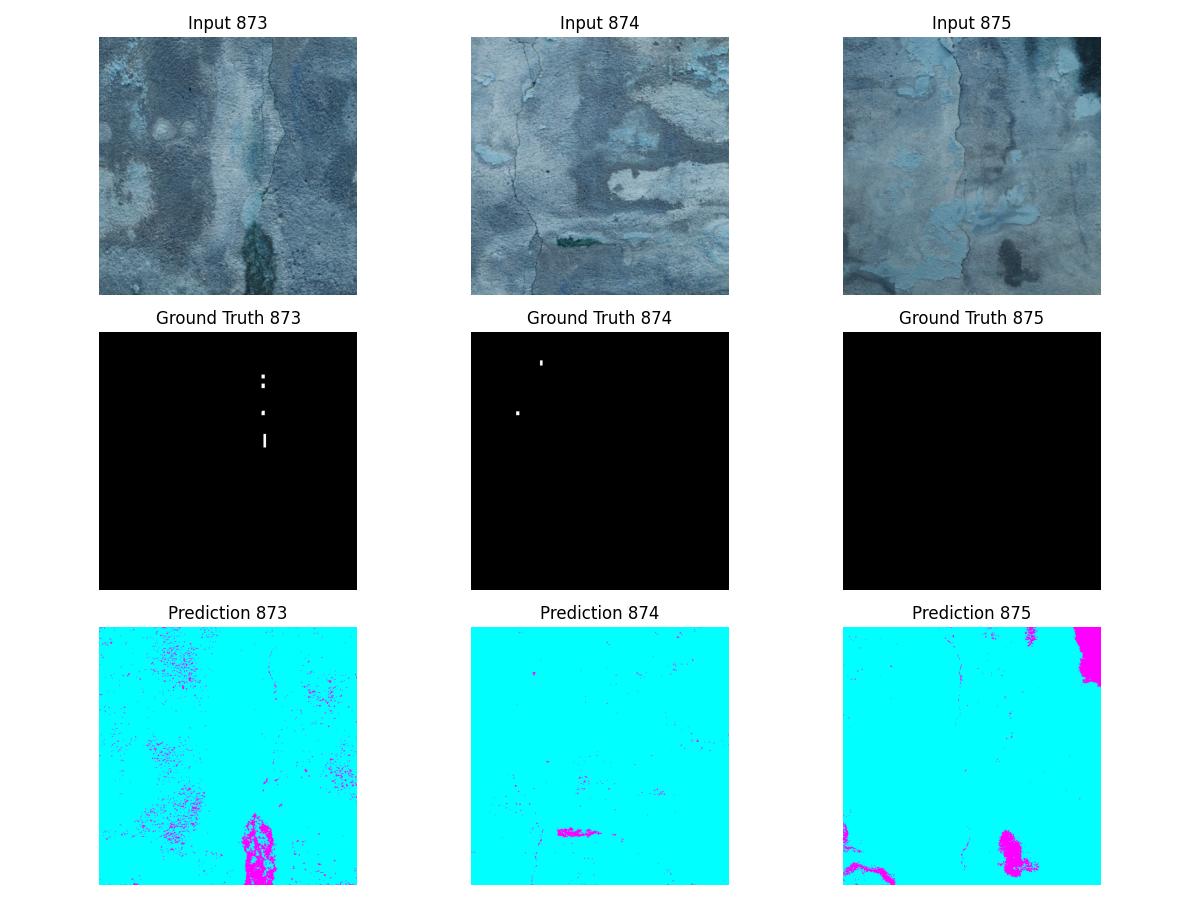 Input 873
Input 874
Input 875
Ground Truth 873
Ground Truth 874
Ground Truth 875
Prediction 873
Prediction 874
Prediction 875